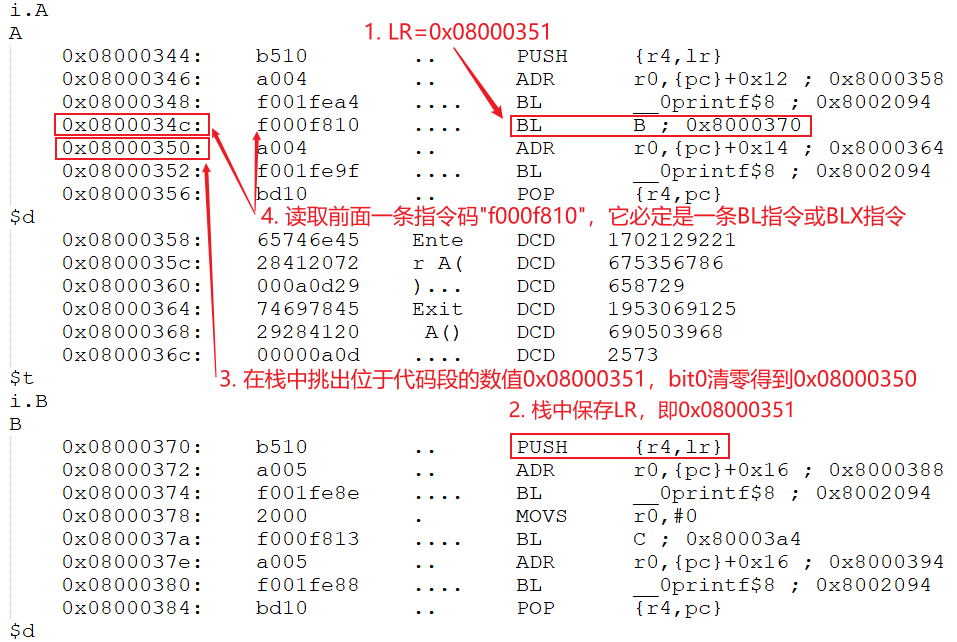 i.A
A
1. LR=0x08000351
0x08000344: b510 .. PUSH {r4,lr}
0x08000346: a004 .. ADR r0,{pc}+0x12 ; 0x8000358
0x08000348: f001fea4 .... BL __0printf$8 ; 0x8002094
0x0800034c: f000f810 .... BL B ; 0x8000370
0x08000350: a004 .. ADR r0,{pc}+0x14 ; 0x8000364
0x08000352: f001fe9f .... BL __0printf$8 ; 0x8002094
0x08000356: bd10 .. POP {r4,pc}
$d
4. 读取前面一条指令码"f000f810"，它必定是一条BL指令或BLX指令
0x08000358: 65746e45 Ente DCD 1702129221
0x0800035c: 28412072 r A( DCD 675356786
0x08000360: 000a0d29 )... DCD 658729
0x08000364: 74697845 Exit DCD 1953069125
0x08000368: 29284120 A() DCD 690503968
0x0800036c: 00000a0d .... DCD 2573
$t
3. 在栈中挑出位于代码段的数值0x08000351，bit0清零得到0x08000350
i.B
2. 栈中保存LR，即0x08000351
B
0x08000370: b510 .. PUSH {r4,lr}
0x08000372: a005 .. ADR r0,{pc}+0x16 ; 0x8000388
0x08000374: f001fe8e .... BL __0printf$8 ; 0x8002094
0x08000378: 2000 . MOVS r0,#0
0x0800037a: f000f813 .... BL C ; 0x80003a4
0x0800037e: a005 .. ADR r0,{pc}+0x16 ; 0x8000394
0x08000380: f001fe88 .... BL __0printf$8 ; 0x8002094
0x08000384: bd10 .. POP {r4,pc}
$d